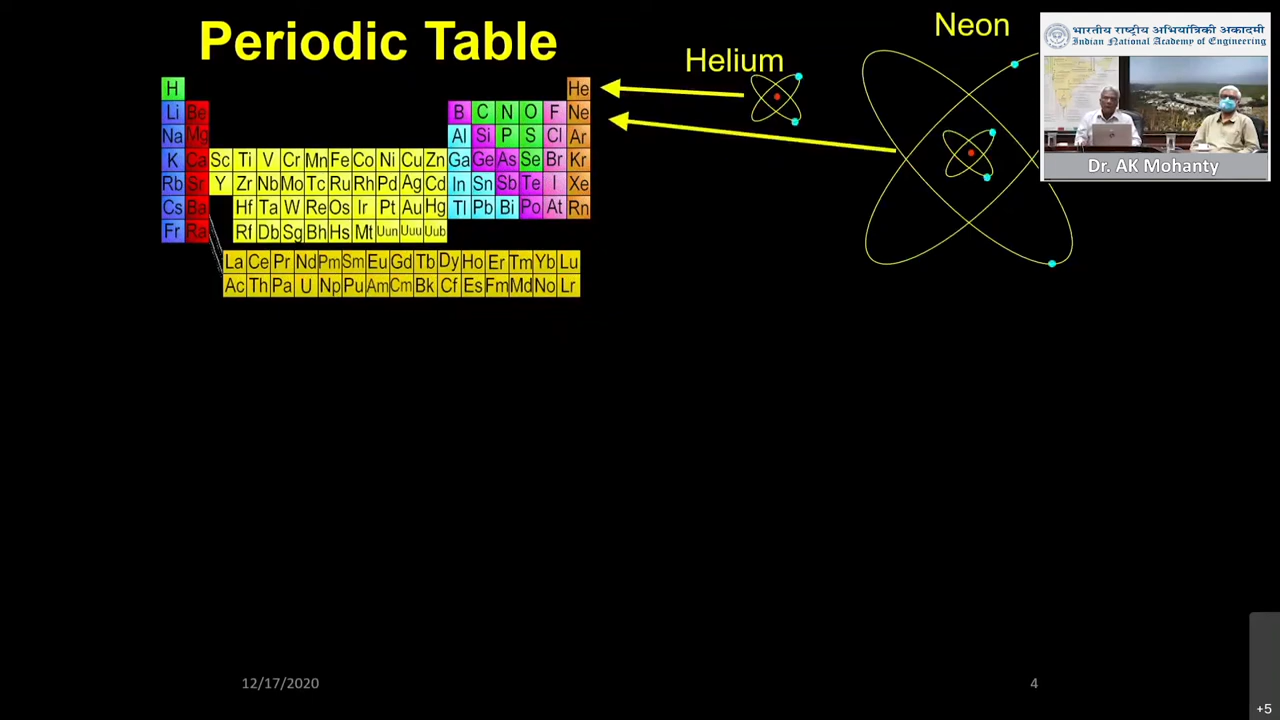 Periodic Table
Helium
Neon
भारतीय राष्ट्रीय अभियांत्रिकी अकादमी
Indian National Academy of Engineering
Dr. AK Mohanty
H He
Li Be B C N O F Ne
Na Mg Al Si P S Cl Ar
K Ca Sc Ti V Cr Mn Fe Co Ni Cu Zn Ga Ge As Se Br Kr
Rb Sr Y Zr Nb Mo Tc Ru Rh Pd Ag Cd In Sn Sb Te I Xe
Cs Ba Hf Ta W Re Os Ir Pt Au Hg Tl Pb Bi Po At Rn
Fr Ra Rf Db Sg Bh Hs Mt Uun Uuu Uub
La Ce Pr Nd Pm Sm Eu Gd Tb Dy Ho Er Tm Yb Lu
Ac Th Pa U Np Pu Am Cm Bk Cf Es Fm Md No Lr
12/17/2020
4
+5